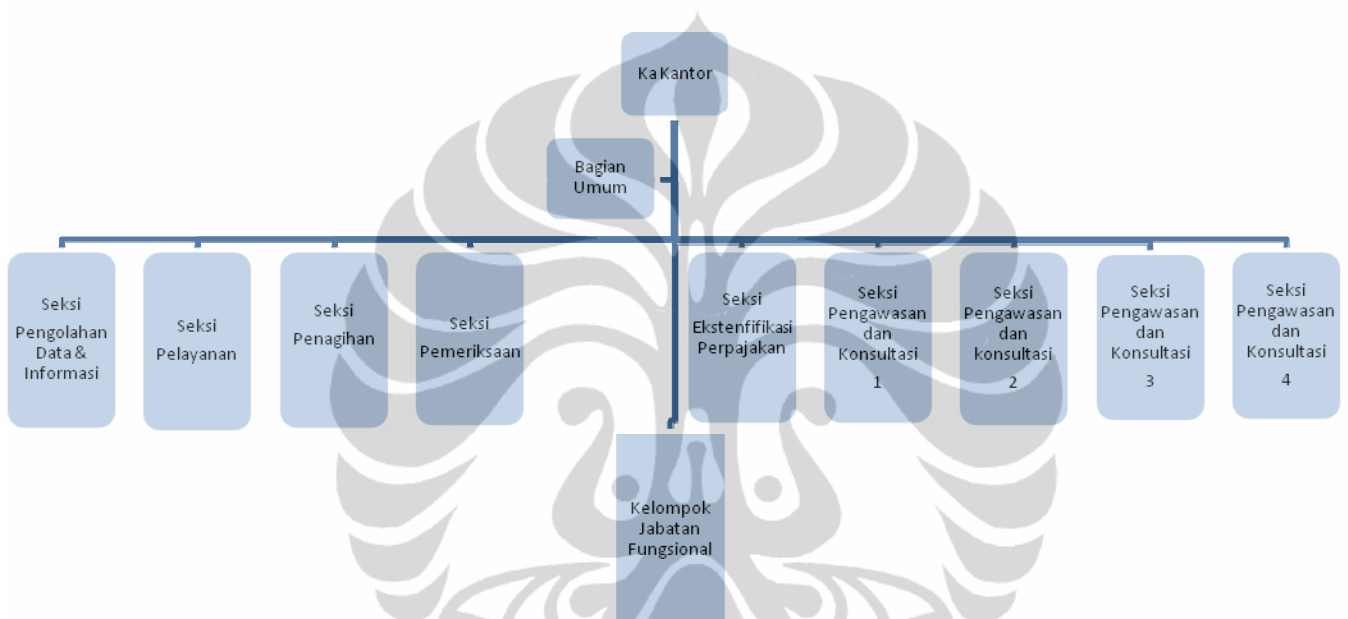 Ka Kantor
Bagian
Umum
Seksi
Pengolahan
Data &
Informasi
Seksi
Pelayanan
Seksi
Penagihan
Seksi
Pemeriksaan
Seksi
Ekstenfifikasi
Perpajakan
Seksi
Pengawasan
dan
Konsultasi
1
Seksi
Pengawasan
dan
konsultasi
2
Seksi
Pengawasan
dan
Konsultasi
3
Seksi
Pengawasan
dan
Konsultasi
4
Kelompok
Jabatan
Fungsional